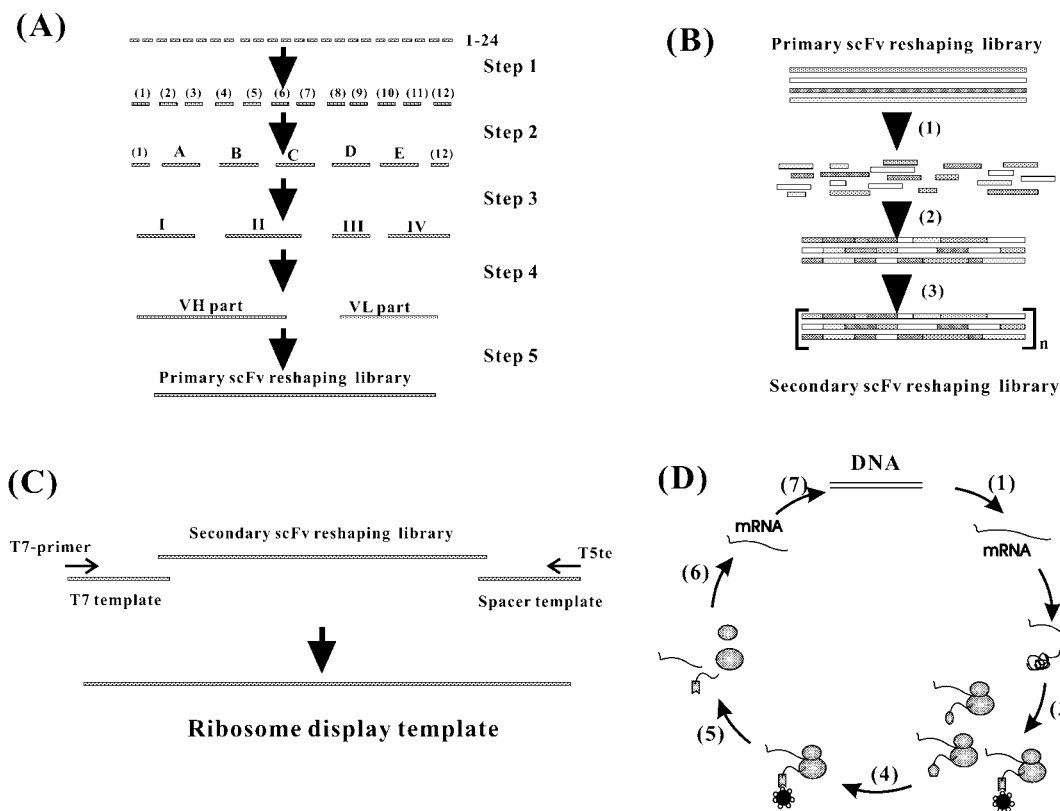 (A)
1-24
Step 1
(1) (2) (3) (4) (5) (6) (7) (8) (9) (10) (11) (12)
Step 2
(1) A B C D E (12)
Step 3
I II III IV
Step 4
VH part VL part
Step 5
Primary scFv reshaping library
(B)
Primary scFv reshaping library
(1)
(2)
(3)
n
Secondary scFv reshaping library
(C)
Secondary scFv reshaping library
T7-primer
T5te
T7 template
Spacer template
Ribosome display template
(D)
DNA
(7)
(1)
mRNA
mRNA
(6)
(5)
(4)